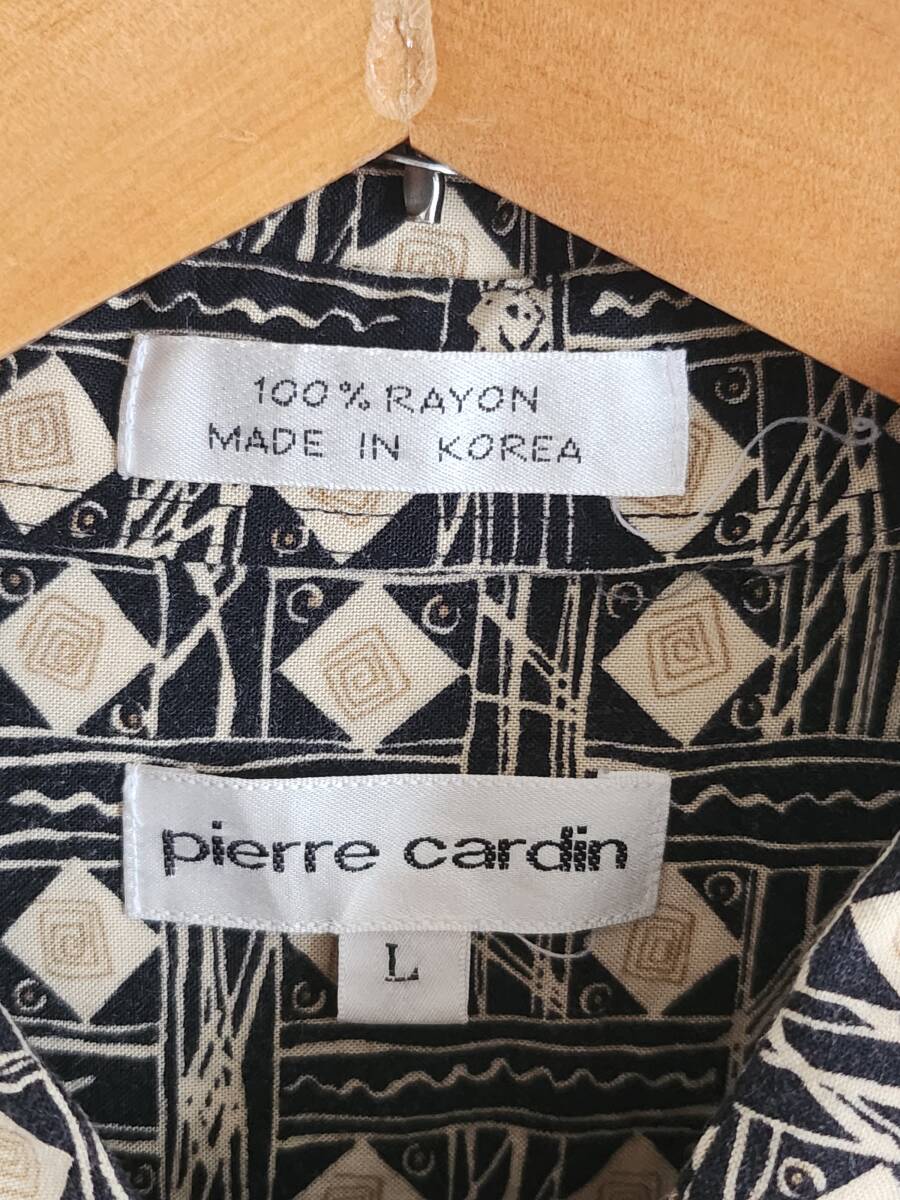 100% RAYON
MADE IN KOREA
pierre cardin
L